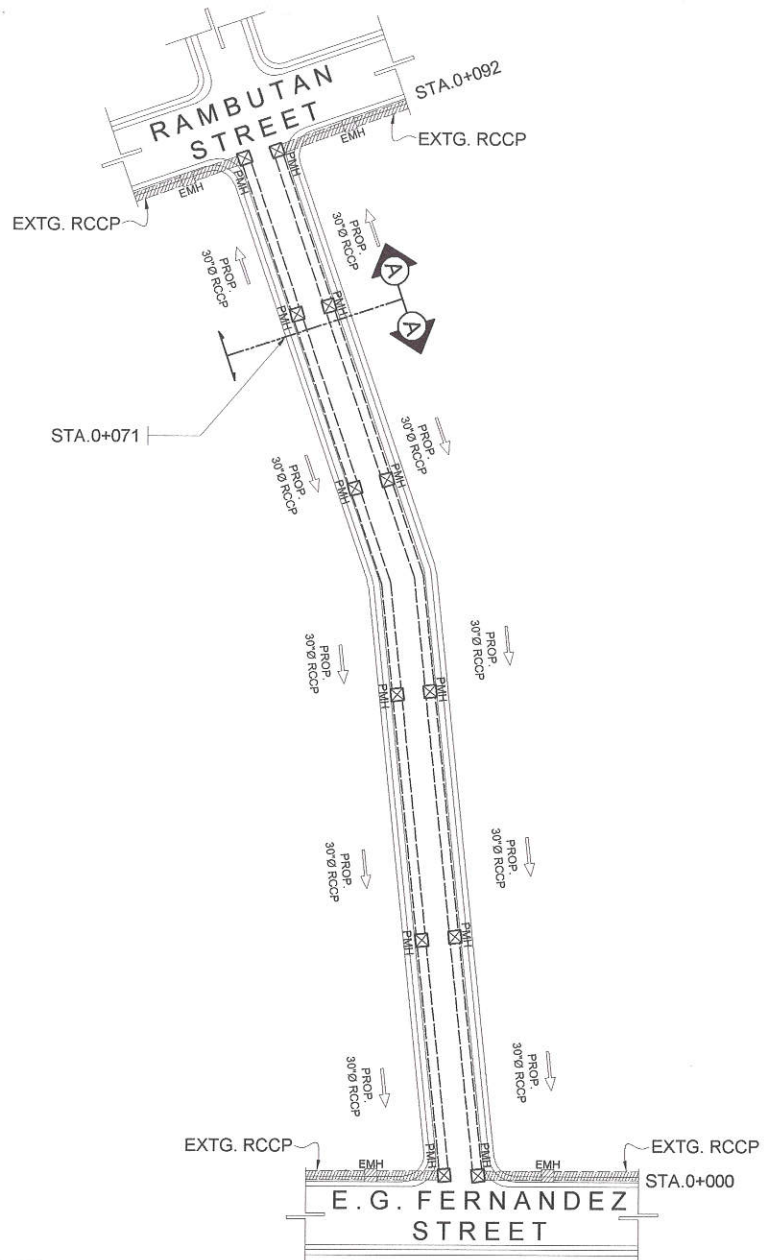 RAMBUTAN
STREET
STA.0+092
EXTG. RCCP
EMH
PMH
PMH
EMH
EXTG. RCCP
PROP.
30"Ø RCCP
PROP.
30"Ø RCCP
A
A
PMH
PMH
STA.0+071
PROP.
30"Ø RCCP
PROP.
30"Ø RCCP
PMH
PMH
PROP.
30"Ø RCCP
PROP.
30"Ø RCCP
PMH
PMH
PROP.
30"Ø RCCP
PROP.
30"Ø RCCP
PMH
PMH
PROP.
30"Ø RCCP
PROP.
30"Ø RCCP
EXTG. RCCP
EMH
PMH
PMH
EMH
EXTG. RCCP
STA.0+000
E.G. FERNANDEZ
STREET